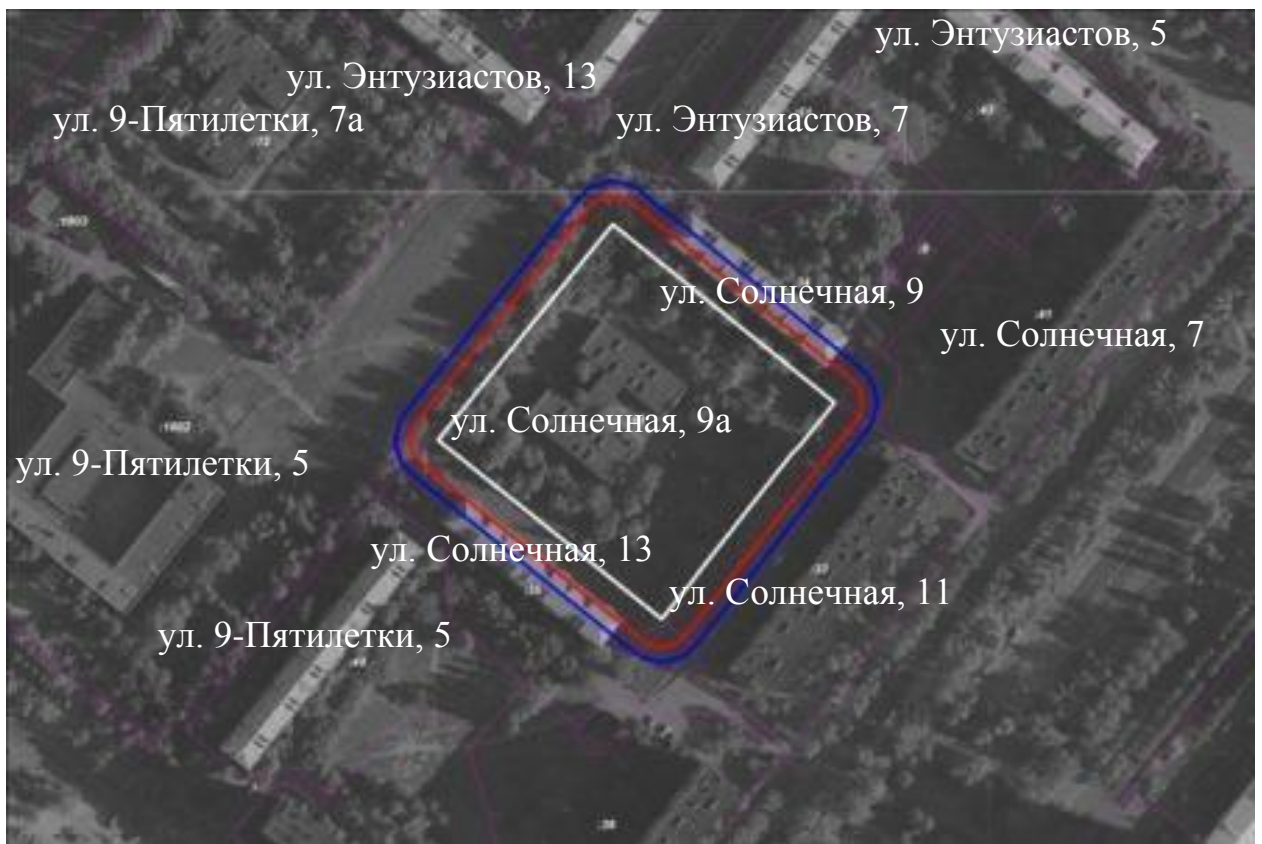 ул. Энтузиастов, 5
ул. Энтузиастов, 13
ул. 9-Пятилетки, 7а
ул. Энтузиастов, 7
ул. Солнечная, 9
ул. Солнечная, 7
ул. Солнечная, 9а
ул. 9-Пятилетки, 5
ул. Солнечная, 13
ул. Солнечная, 11
ул. 9-Пятилетки, 5